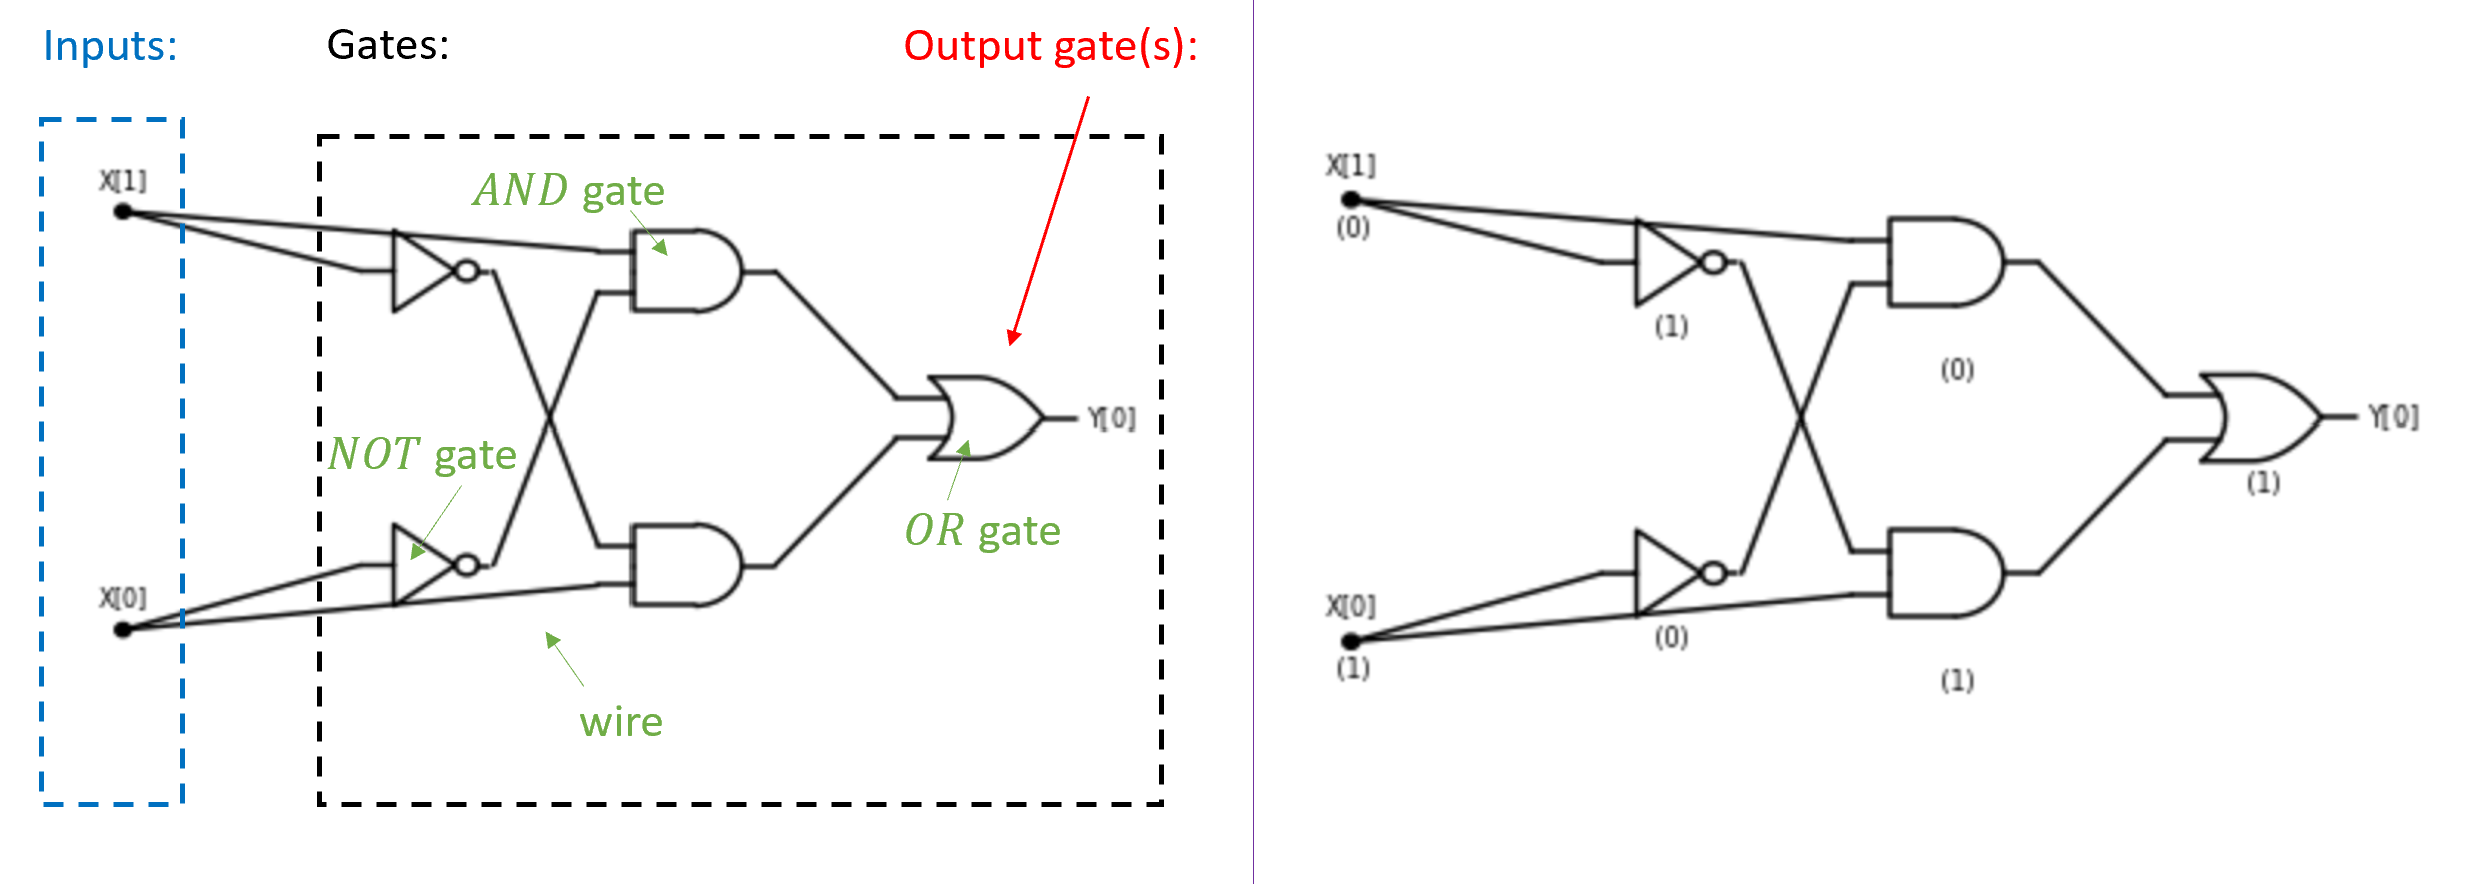 Inputs:
Gates:
Output gate(s):
X[1]
AND gate
NOT gate
Y[0]
OR gate
X[0]
wire
X[1]
(0)
(1)
(0)
Y[0]
(1)
X[0]
(1)
(0)
(1)